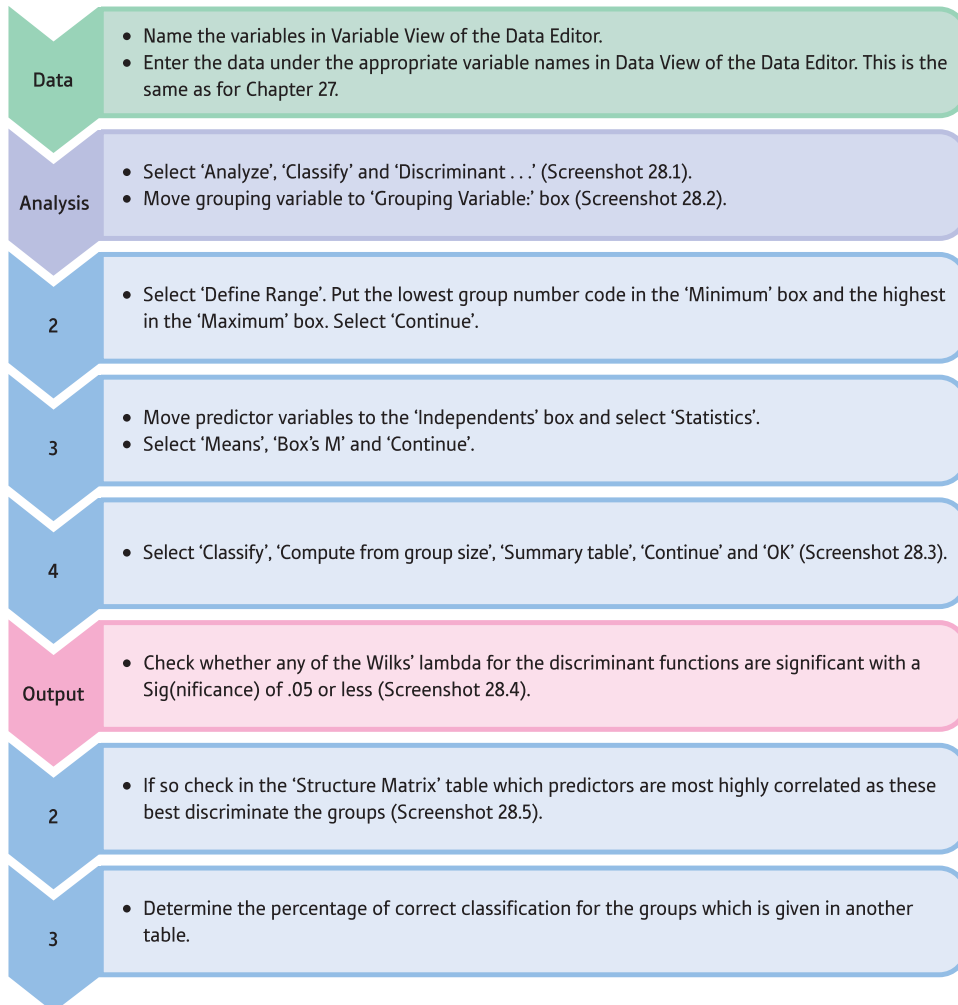 Data
• Name the variables in Variable View of the Data Editor.
• Enter the data under the appropriate variable names in Data View of the Data Editor. This is the
same as for Chapter 27.
Analysis
• Select ‘Analyze’, ‘Classify’ and ‘Discriminant . . .’ (Screenshot 28.1).
• Move grouping variable to ‘Grouping Variable:’ box (Screenshot 28.2).
2
• Select ‘Define Range’. Put the lowest group number code in the ‘Minimum’ box and the highest
in the ‘Maximum’ box. Select ‘Continue’.
3
• Move predictor variables to the ‘Independents’ box and select ‘Statistics’.
• Select ‘Means’, ‘Box’s M’ and ‘Continue’.
4
• Select ‘Classify’, ‘Compute from group size’, ‘Summary table’, ‘Continue’ and ‘OK’ (Screenshot 28.3).
Output
• Check whether any of the Wilks’ lambda for the discriminant functions are significant with a
Sig(nificance) of .05 or less (Screenshot 28.4).
2
• If so check in the ‘Structure Matrix’ table which predictors are most highly correlated as these
best discriminate the groups (Screenshot 28.5).
3
• Determine the percentage of correct classification for the groups which is given in another
table.